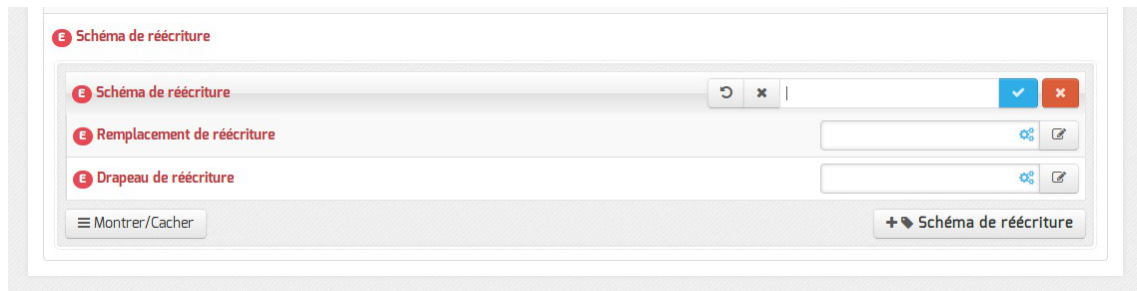 E Schéma de réécriture
E Schéma de réécriture
E Remplacement de réécriture
E Drapeau de réécriture
Montrer/Cacher
Schéma de réécriture